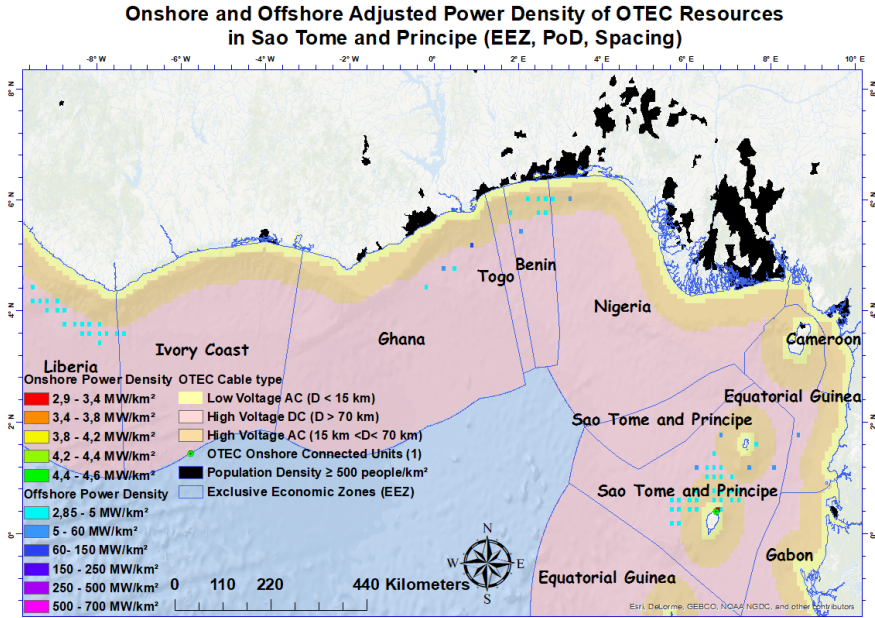 Onshore and Offshore Adjusted Power Density of OTEC Resources
in Sao Tome and Principe (EEZ, PoD, Spacing)
-8° W -6° W -4° W -2° W 0° 2° E 4° E 6° E 8° E 10° E
8° N 8° N
6° N 6° N
4° N 4° N
2° N 2° N
0° 0°
Benin
Togo
Nigeria
Ghana
Ivory Coast
Liberia
Cameroon
Equatorial Guinea
Sao Tome and Principe
Sao Tome and Principe
Gabon
Equatorial Guinea
Onshore Power Density
2,9 - 3,4 MW/km²
3,4 - 3,8 MW/km²
3,8 - 4,2 MW/km²
4,2 - 4,4 MW/km²
4,4 - 4,6 MW/km²
Offshore Power Density
2,85 - 5 MW/km²
5 - 60 MW/km²
60- 150 MW/km²
150 - 250 MW/km²
250 - 500 MW/km²
500 - 700 MW/km²
OTEC Cable type
Low Voltage AC (D < 15 km)
High Voltage DC (D > 70 km)
High Voltage AC (15 km <D< 70 km)
OTEC Onshore Connected Units (1)
Population Density ≥ 500 people/km²
Exclusive Economic Zones (EEZ)
N
W E
S
0 110 220 440 Kilometers
Esri, DeLorme, GEBCO, NOAA NGDC, and other contributors